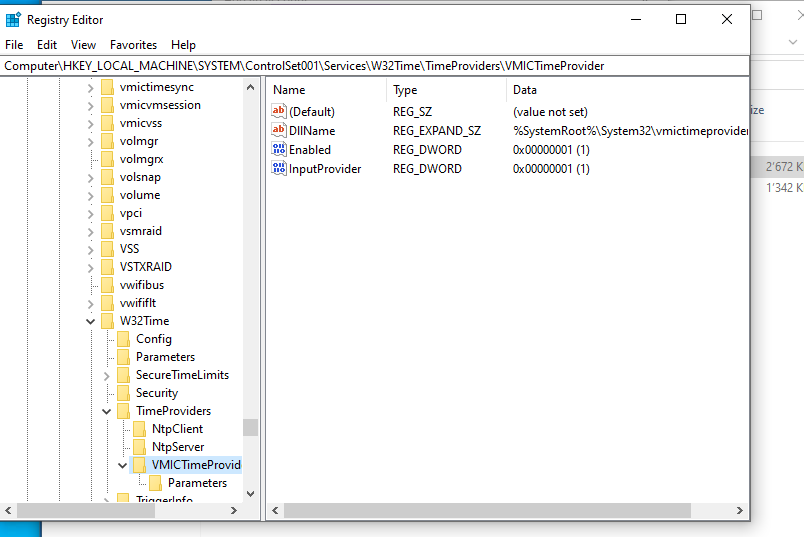 Registry Editor
File Edit View Favorites Help
Computer\HKEY_LOCAL_MACHINE\SYSTEM\ControlSet001\Services\W32Time\TimeProviders\VMICTimeProvider
vmictimesync
vmicvmsession
vmicvss
volmgr
volmgrx
volsnap
volume
vpci
vsmraid
VSS
VSTXRAID
vwifibus
vwififlt
W32Time
Config
Parameters
SecureTimeLimits
Security
TimeProviders
NtpClient
NtpServer
VMICTimeProvid
Parameters
TriggerInfo
Name Type Data
(Default) REG_SZ (value not set)
DllName REG_EXPAND_SZ %SystemRoot%\System32\vmictimeprovider
Enabled REG_DWORD 0x00000001 (1)
InputProvider REG_DWORD 0x00000001 (1)
ize
2'672 K
1'342 K